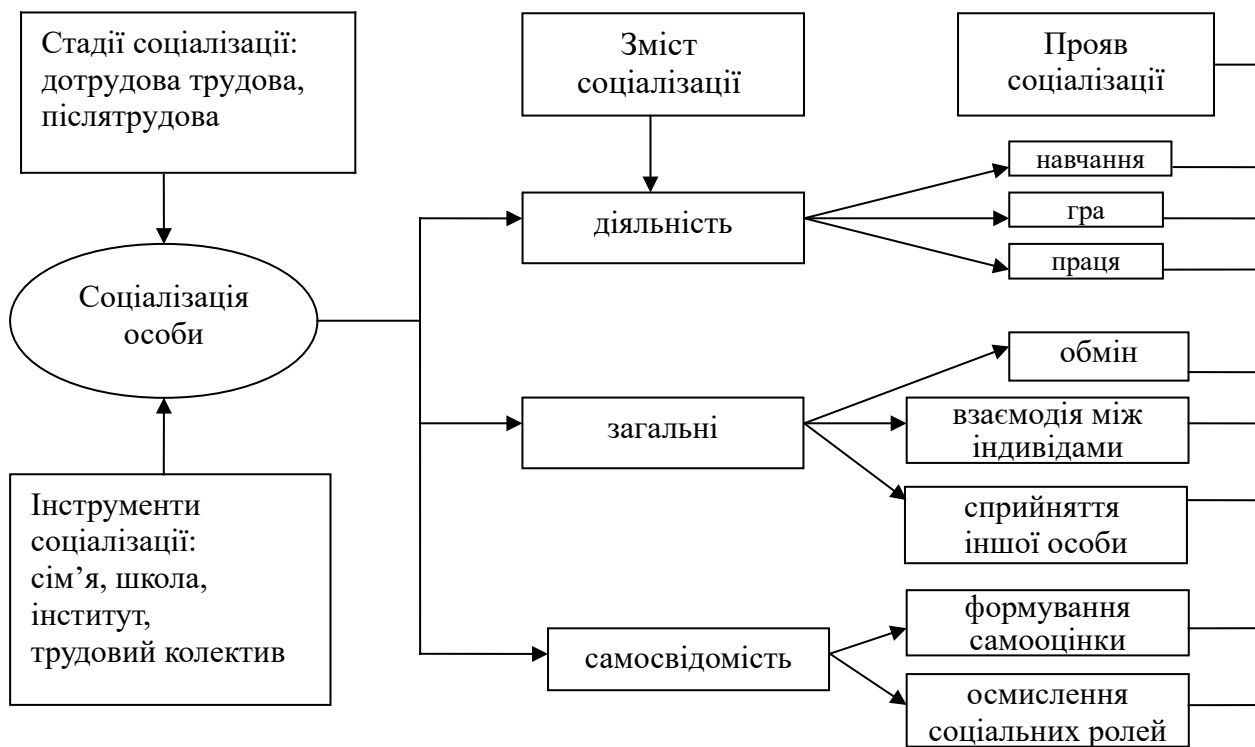 Стадії соціалізації:
дотрудова трудова,
післятрудова
Зміст
соціалізації
Прояв
соціалізації
навчання
діяльність
гра
праця
Соціалізація
особи
обмін
загальні
взаємодія між
індивідами
сприйняття
іншої особи
Інструменти
соціалізації:
сім’я, школа,
інститут,
трудовий колектив
формування
самооцінки
самосвідомість
осмислення
соціальних ролей